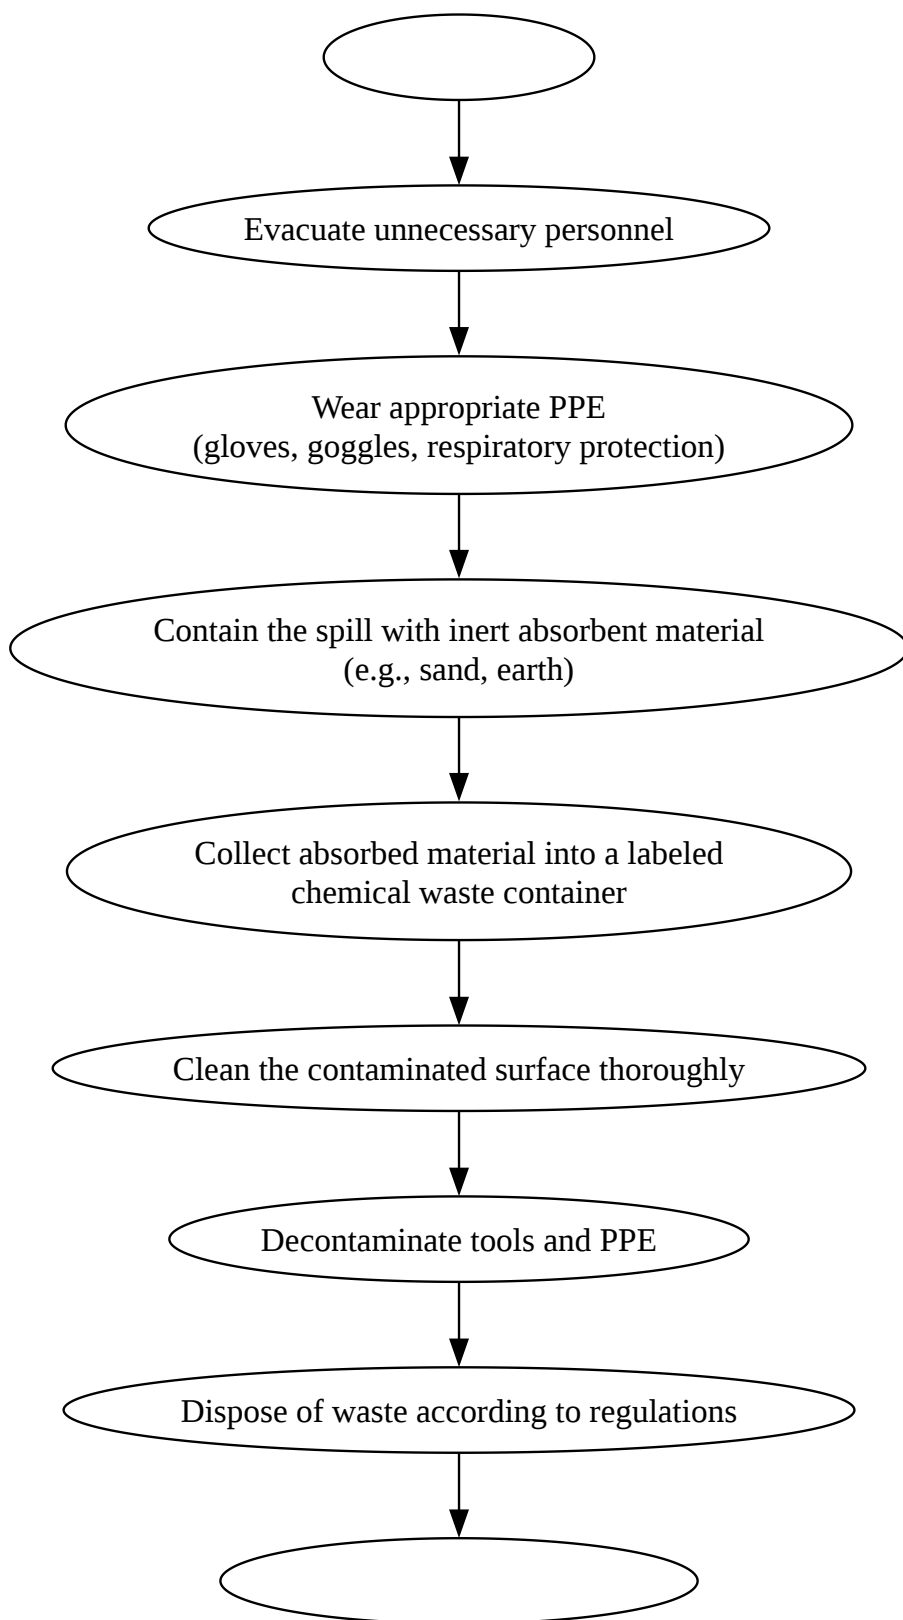 Evacuate unnecessary personnel
Wear appropriate PPE
(gloves, goggles, respiratory protection)
Contain the spill with inert absorbent material
(e.g., sand, earth)
Collect absorbed material into a labeled
chemical waste container
Clean the contaminated surface thoroughly
Decontaminate tools and PPE
Dispose of waste according to regulations